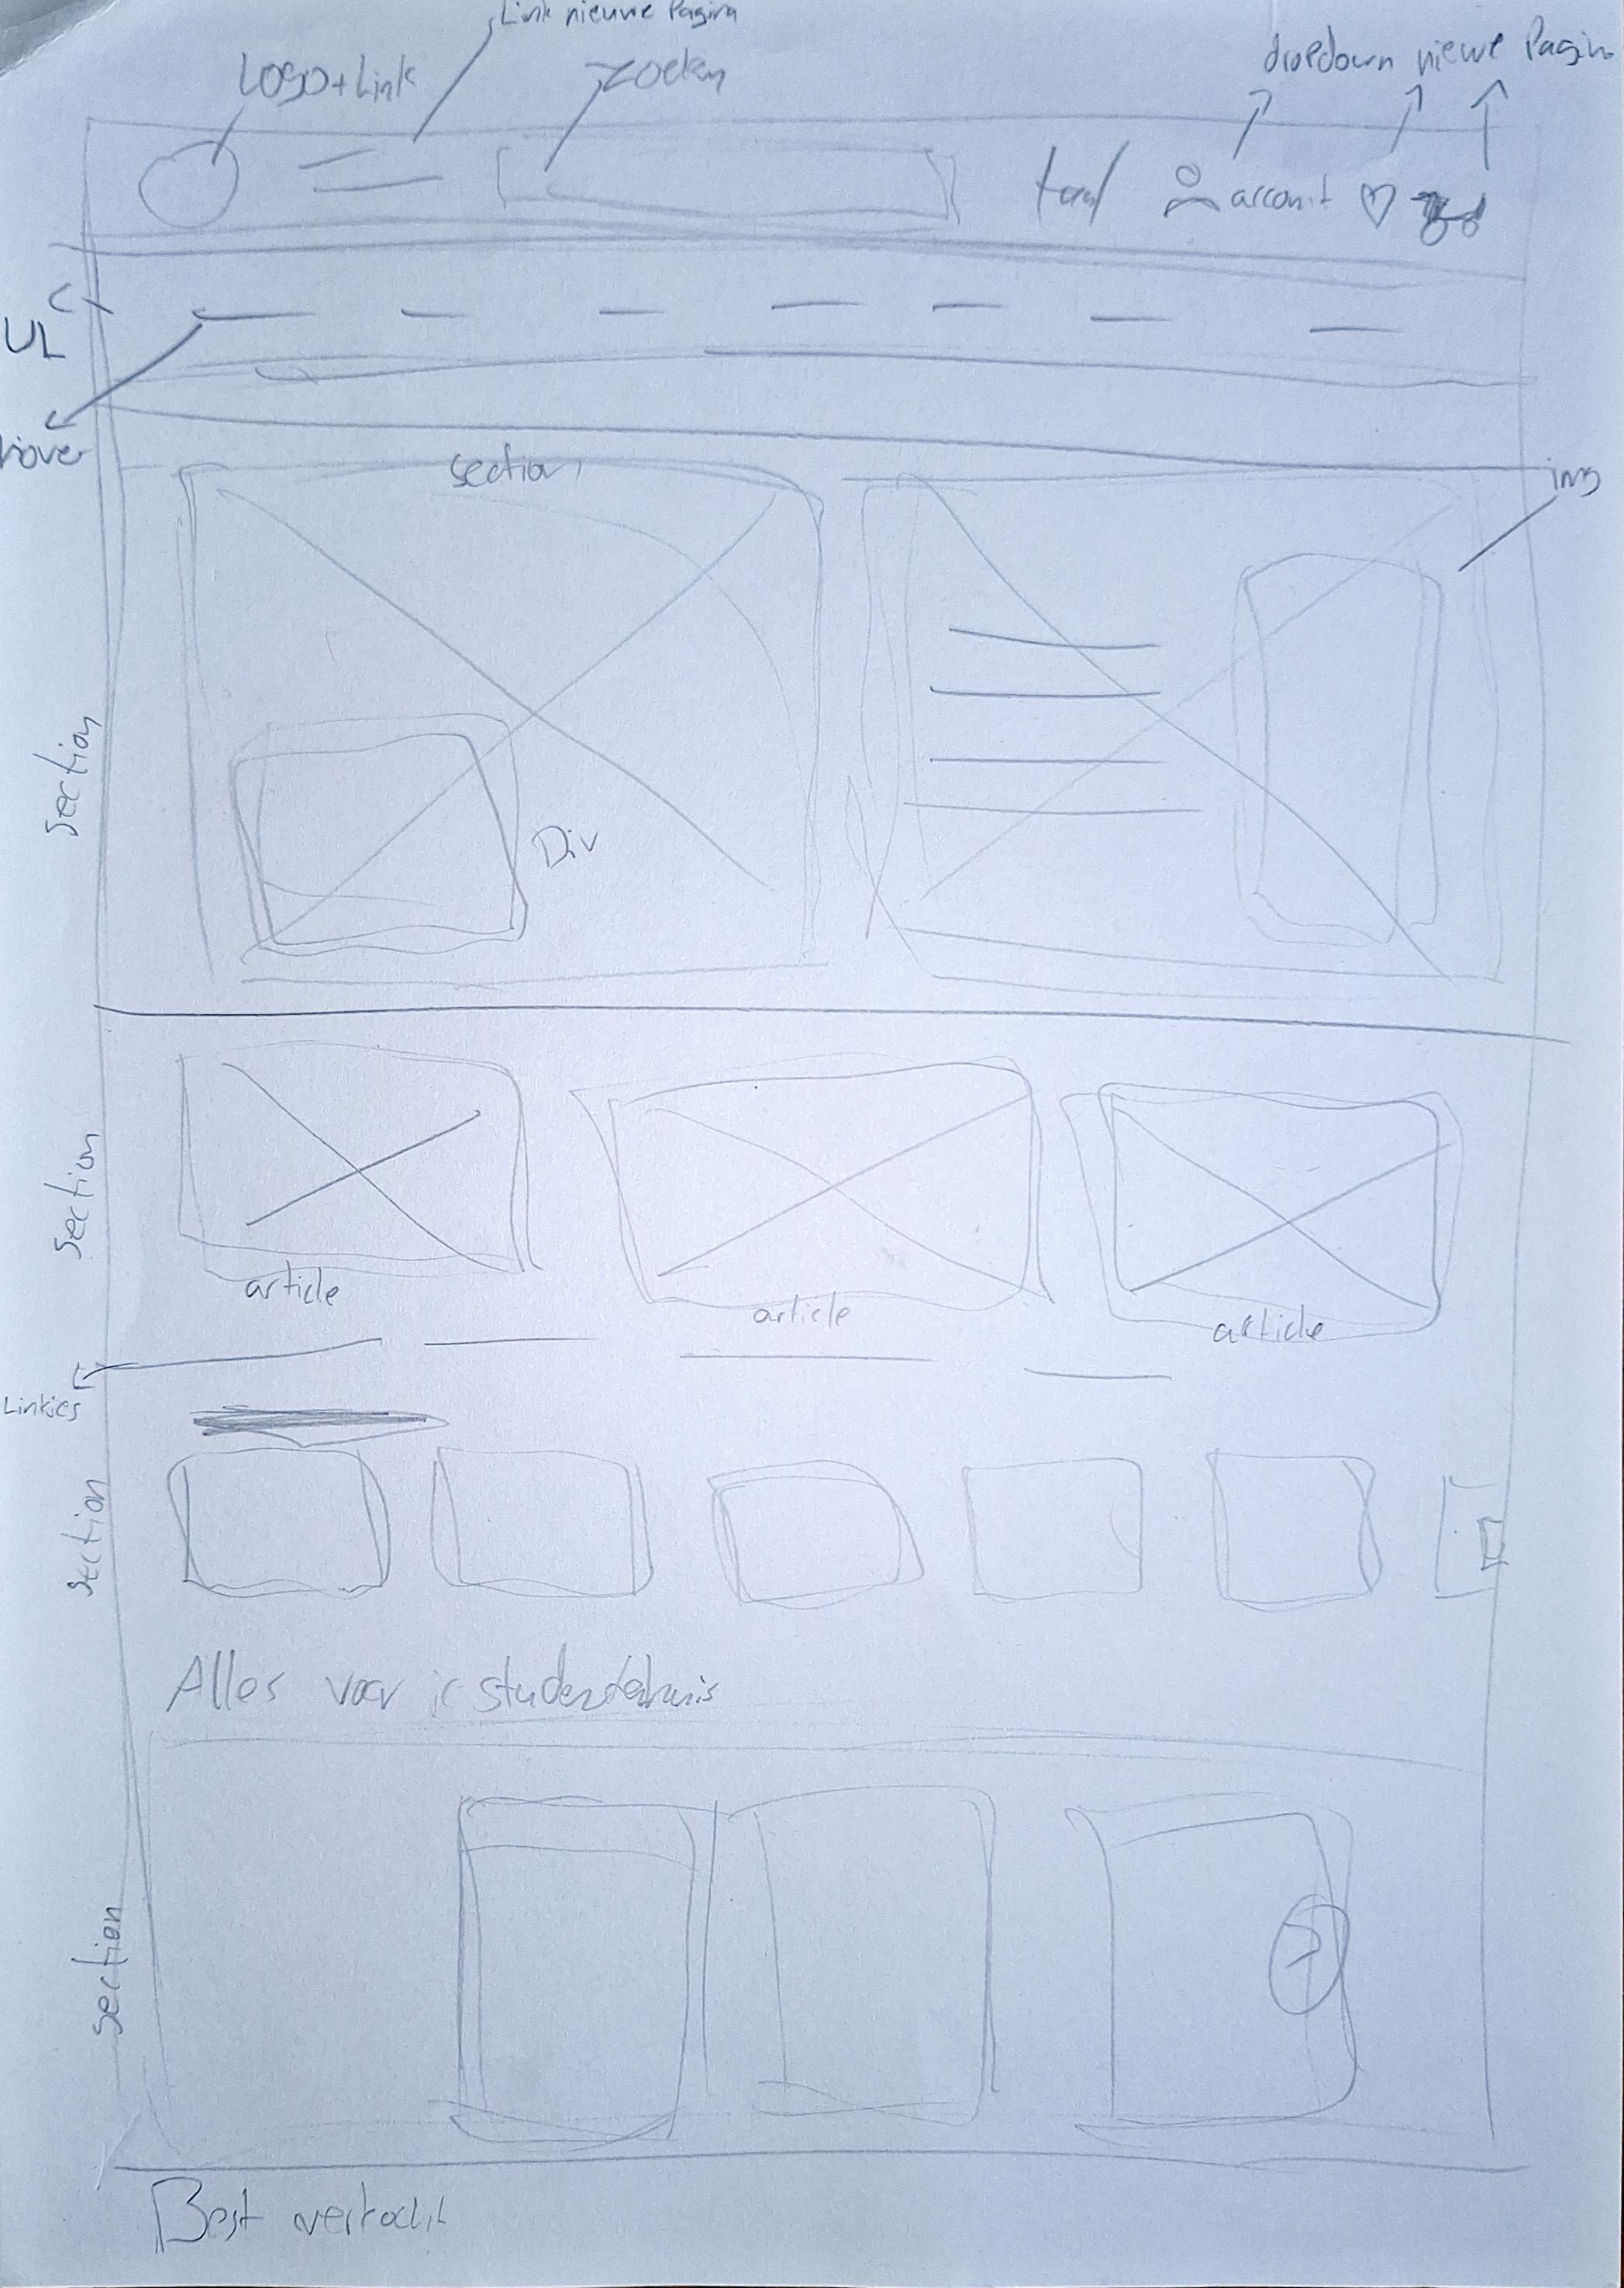 Link nieuwe Pagina
Logo+Link
Zoeken
dropdown nieuwe Pagina
taal
account
UL
hover
section
img
Section
Div
Section
article
article
article
Linkjes
Section
Alles voor je studentenhuis
Section
Best verkocht